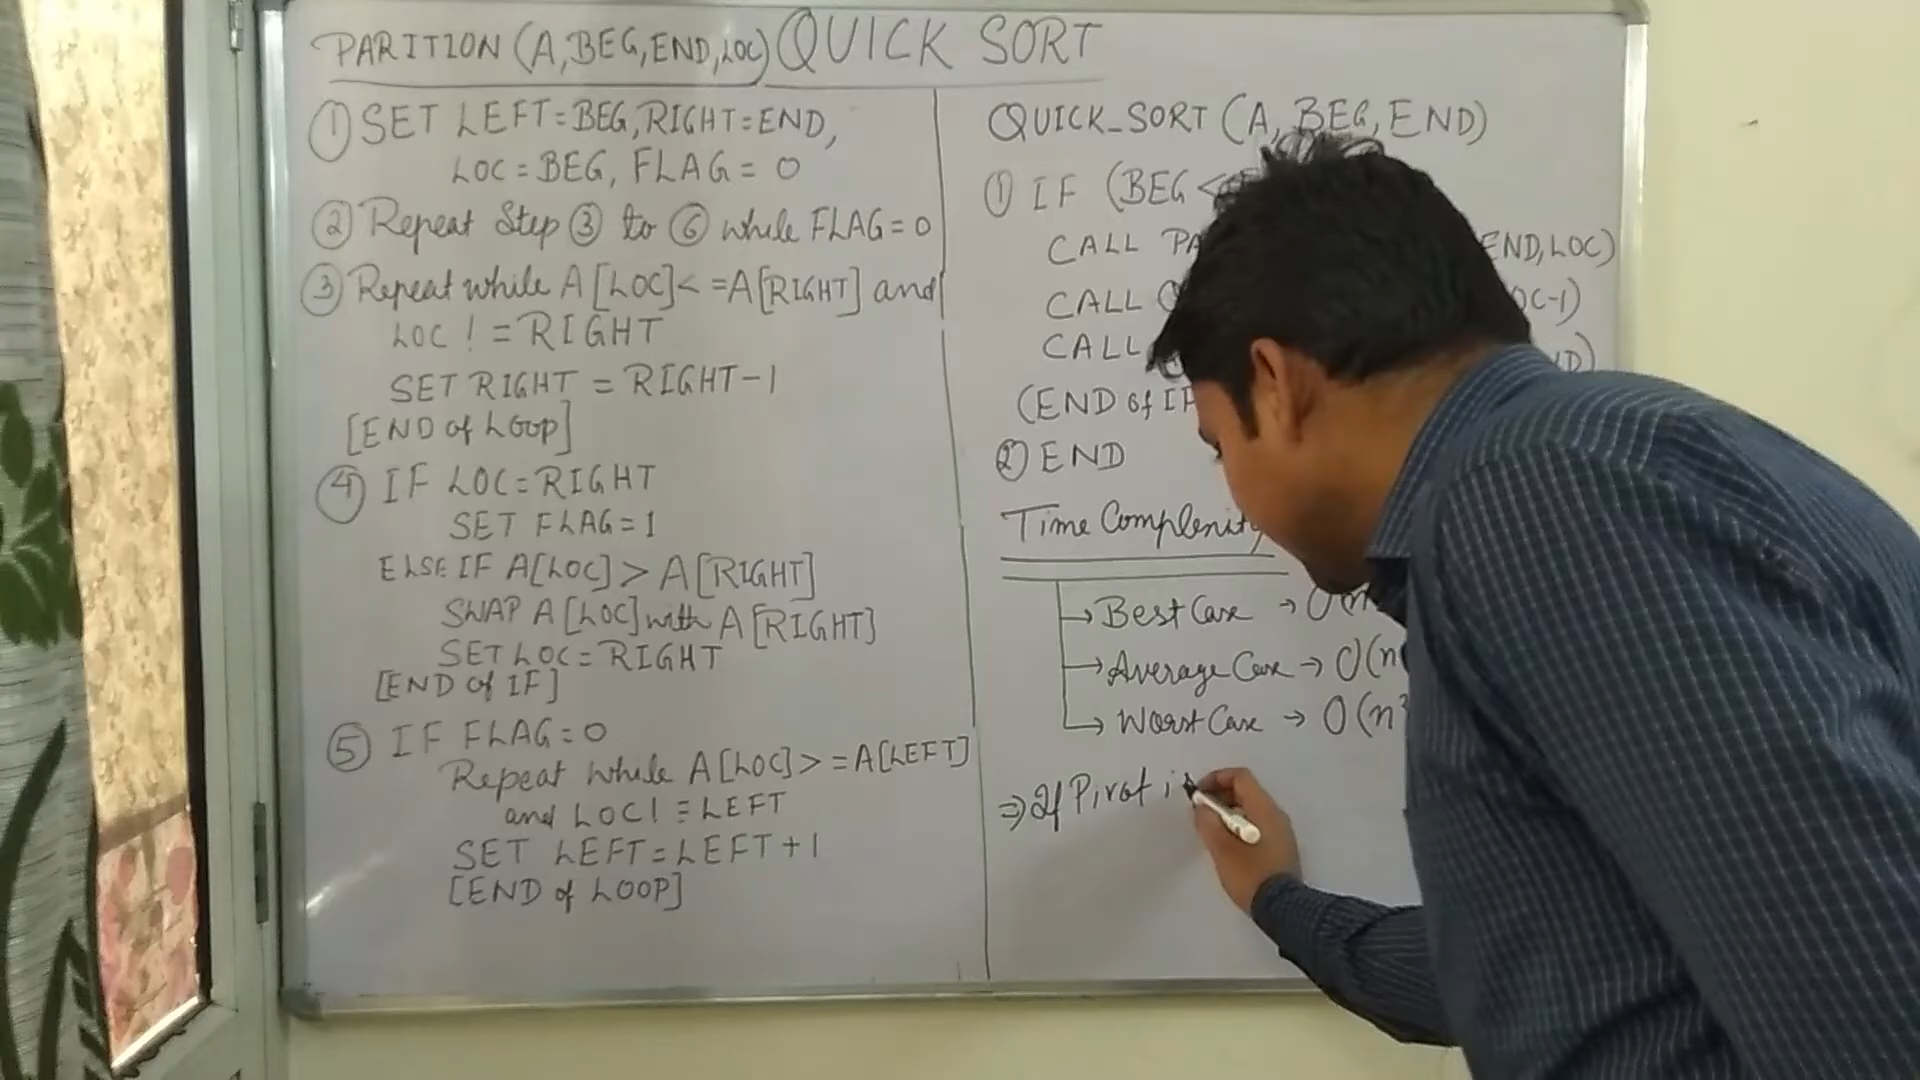 PARITION (A, BEG, END, LOC) QUICK SORT
① SET LEFT = BEG, RIGHT = END,
LOC = BEG, FLAG = 0
② Repeat Step ③ to ⑥ while FLAG = 0
③ Repeat while A[LOC] < = A[RIGHT] and
LOC ! = RIGHT
SET RIGHT = RIGHT - 1
[END of LOOP]
④ IF LOC = RIGHT
SET FLAG = 1
ELSE IF A[LOC] > A[RIGHT]
SWAP A[LOC] with A[RIGHT]
SET LOC = RIGHT
[END of IF]
⑤ IF FLAG = 0
Repeat while A[LOC] > = A[LEFT]
and LOC ! = LEFT
SET LEFT = LEFT + 1
[END of LOOP]
QUICK_SORT (A, BEG, END)
① IF (BEG <
CALL END, LOC)
CALL -1)
CALL
(END of IF
② END
Time Complexity
→ Best Case → O(n
→ Average Case → O(n
→ Worst Case → O(n²
⇒ If Pivot i